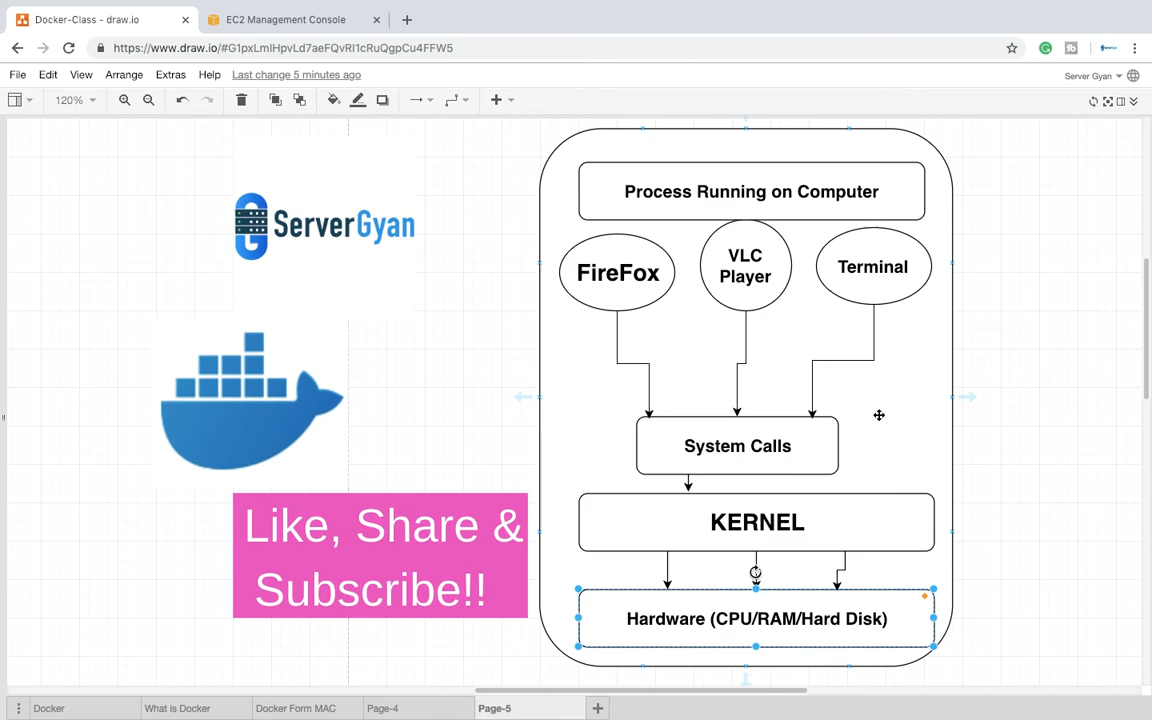 Docker-Class - draw.io
EC2 Management Console
https://www.draw.io/#G1pxLmIHpvLd7aeFQvRI1cRuQgpCu4FFW5
File Edit View Arrange Extras Help Last change 5 minutes ago
Server Gyan
120%
Process Running on Computer
FireFox
VLC
Player
Terminal
ServerGyan
System Calls
Like, Share &
Subscribe!!
KERNEL
Hardware (CPU/RAM/Hard Disk)
Docker
What is Docker
Docker Form MAC
Page-4
Page-5